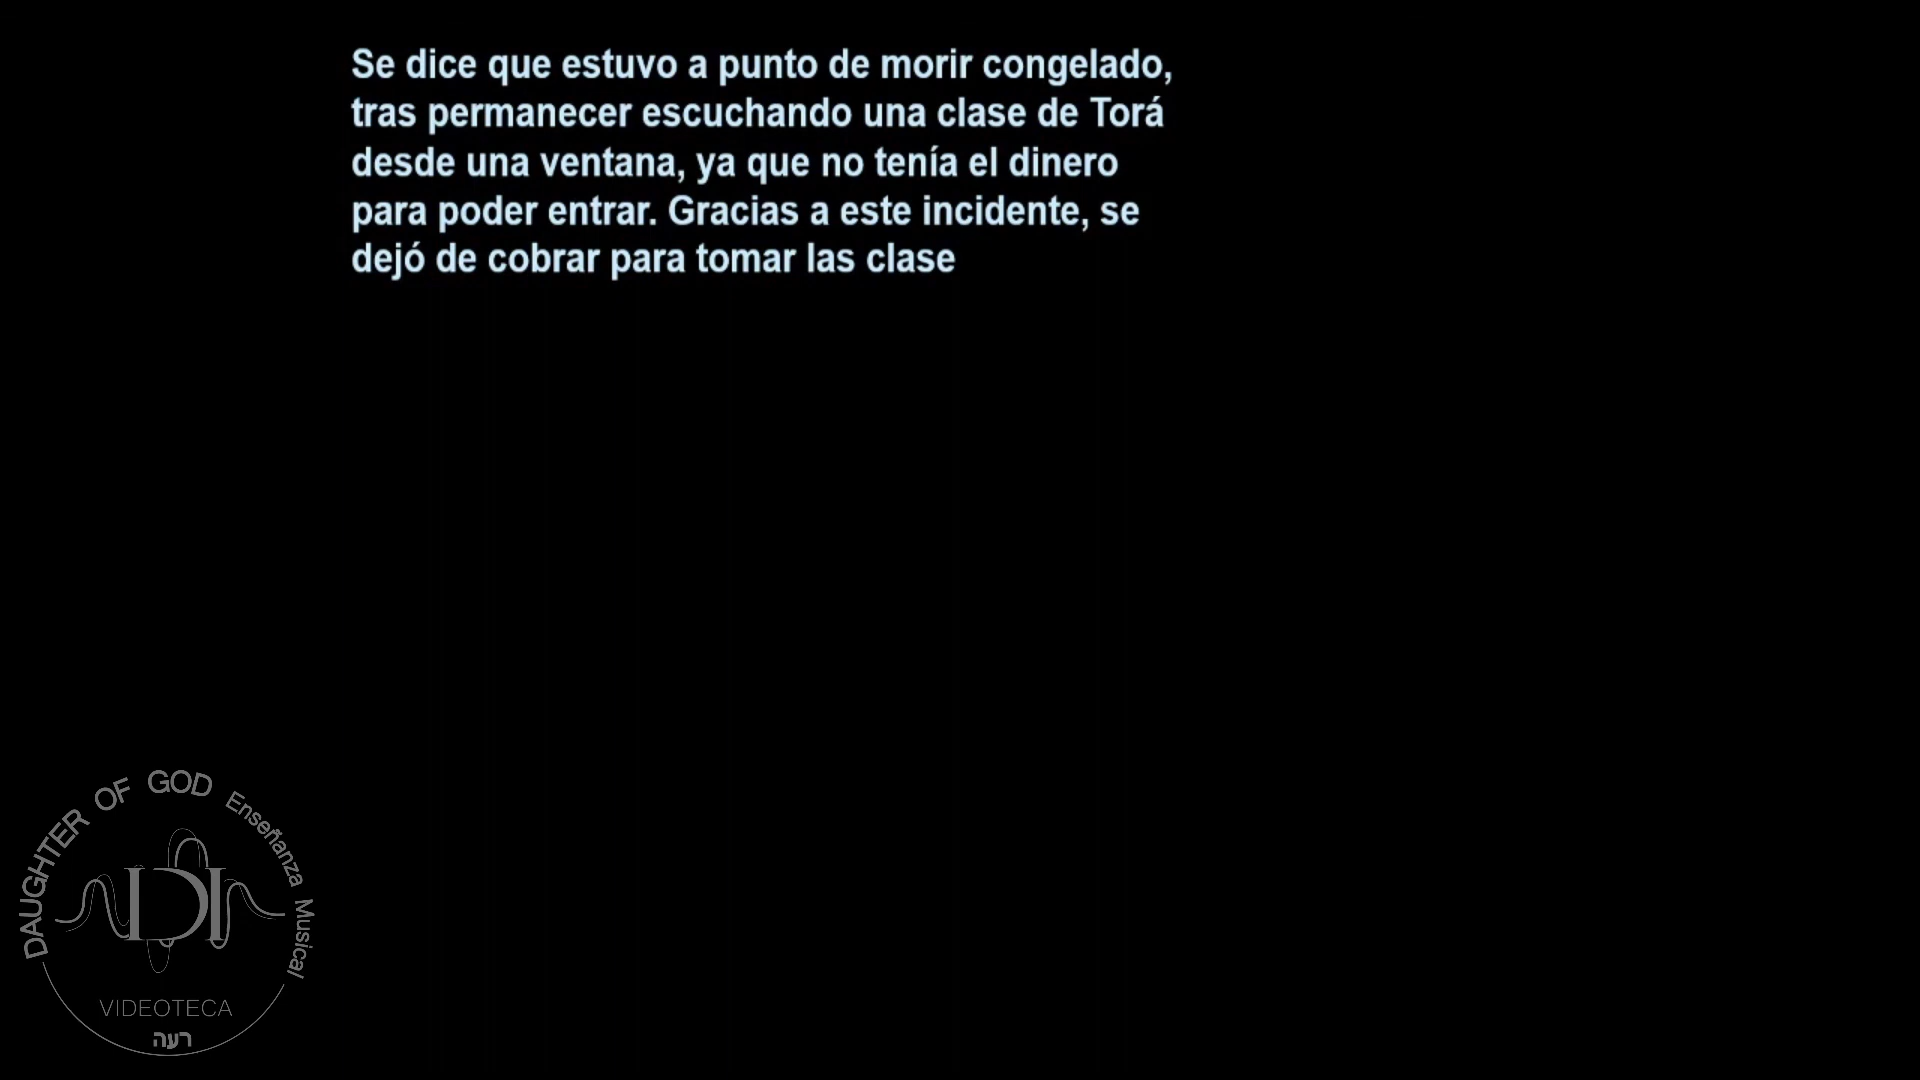 Se dice que estuvo a punto de morir congelado,
tras permanecer escuchando una clase de Torá
desde una ventana, ya que no tenía el dinero
para poder entrar. Gracias a este incidente, se
dejó de cobrar para tomar las clase
DAUGHTER OF GOD Enseñanza Musical
DI
VIDEOTECA
רעה